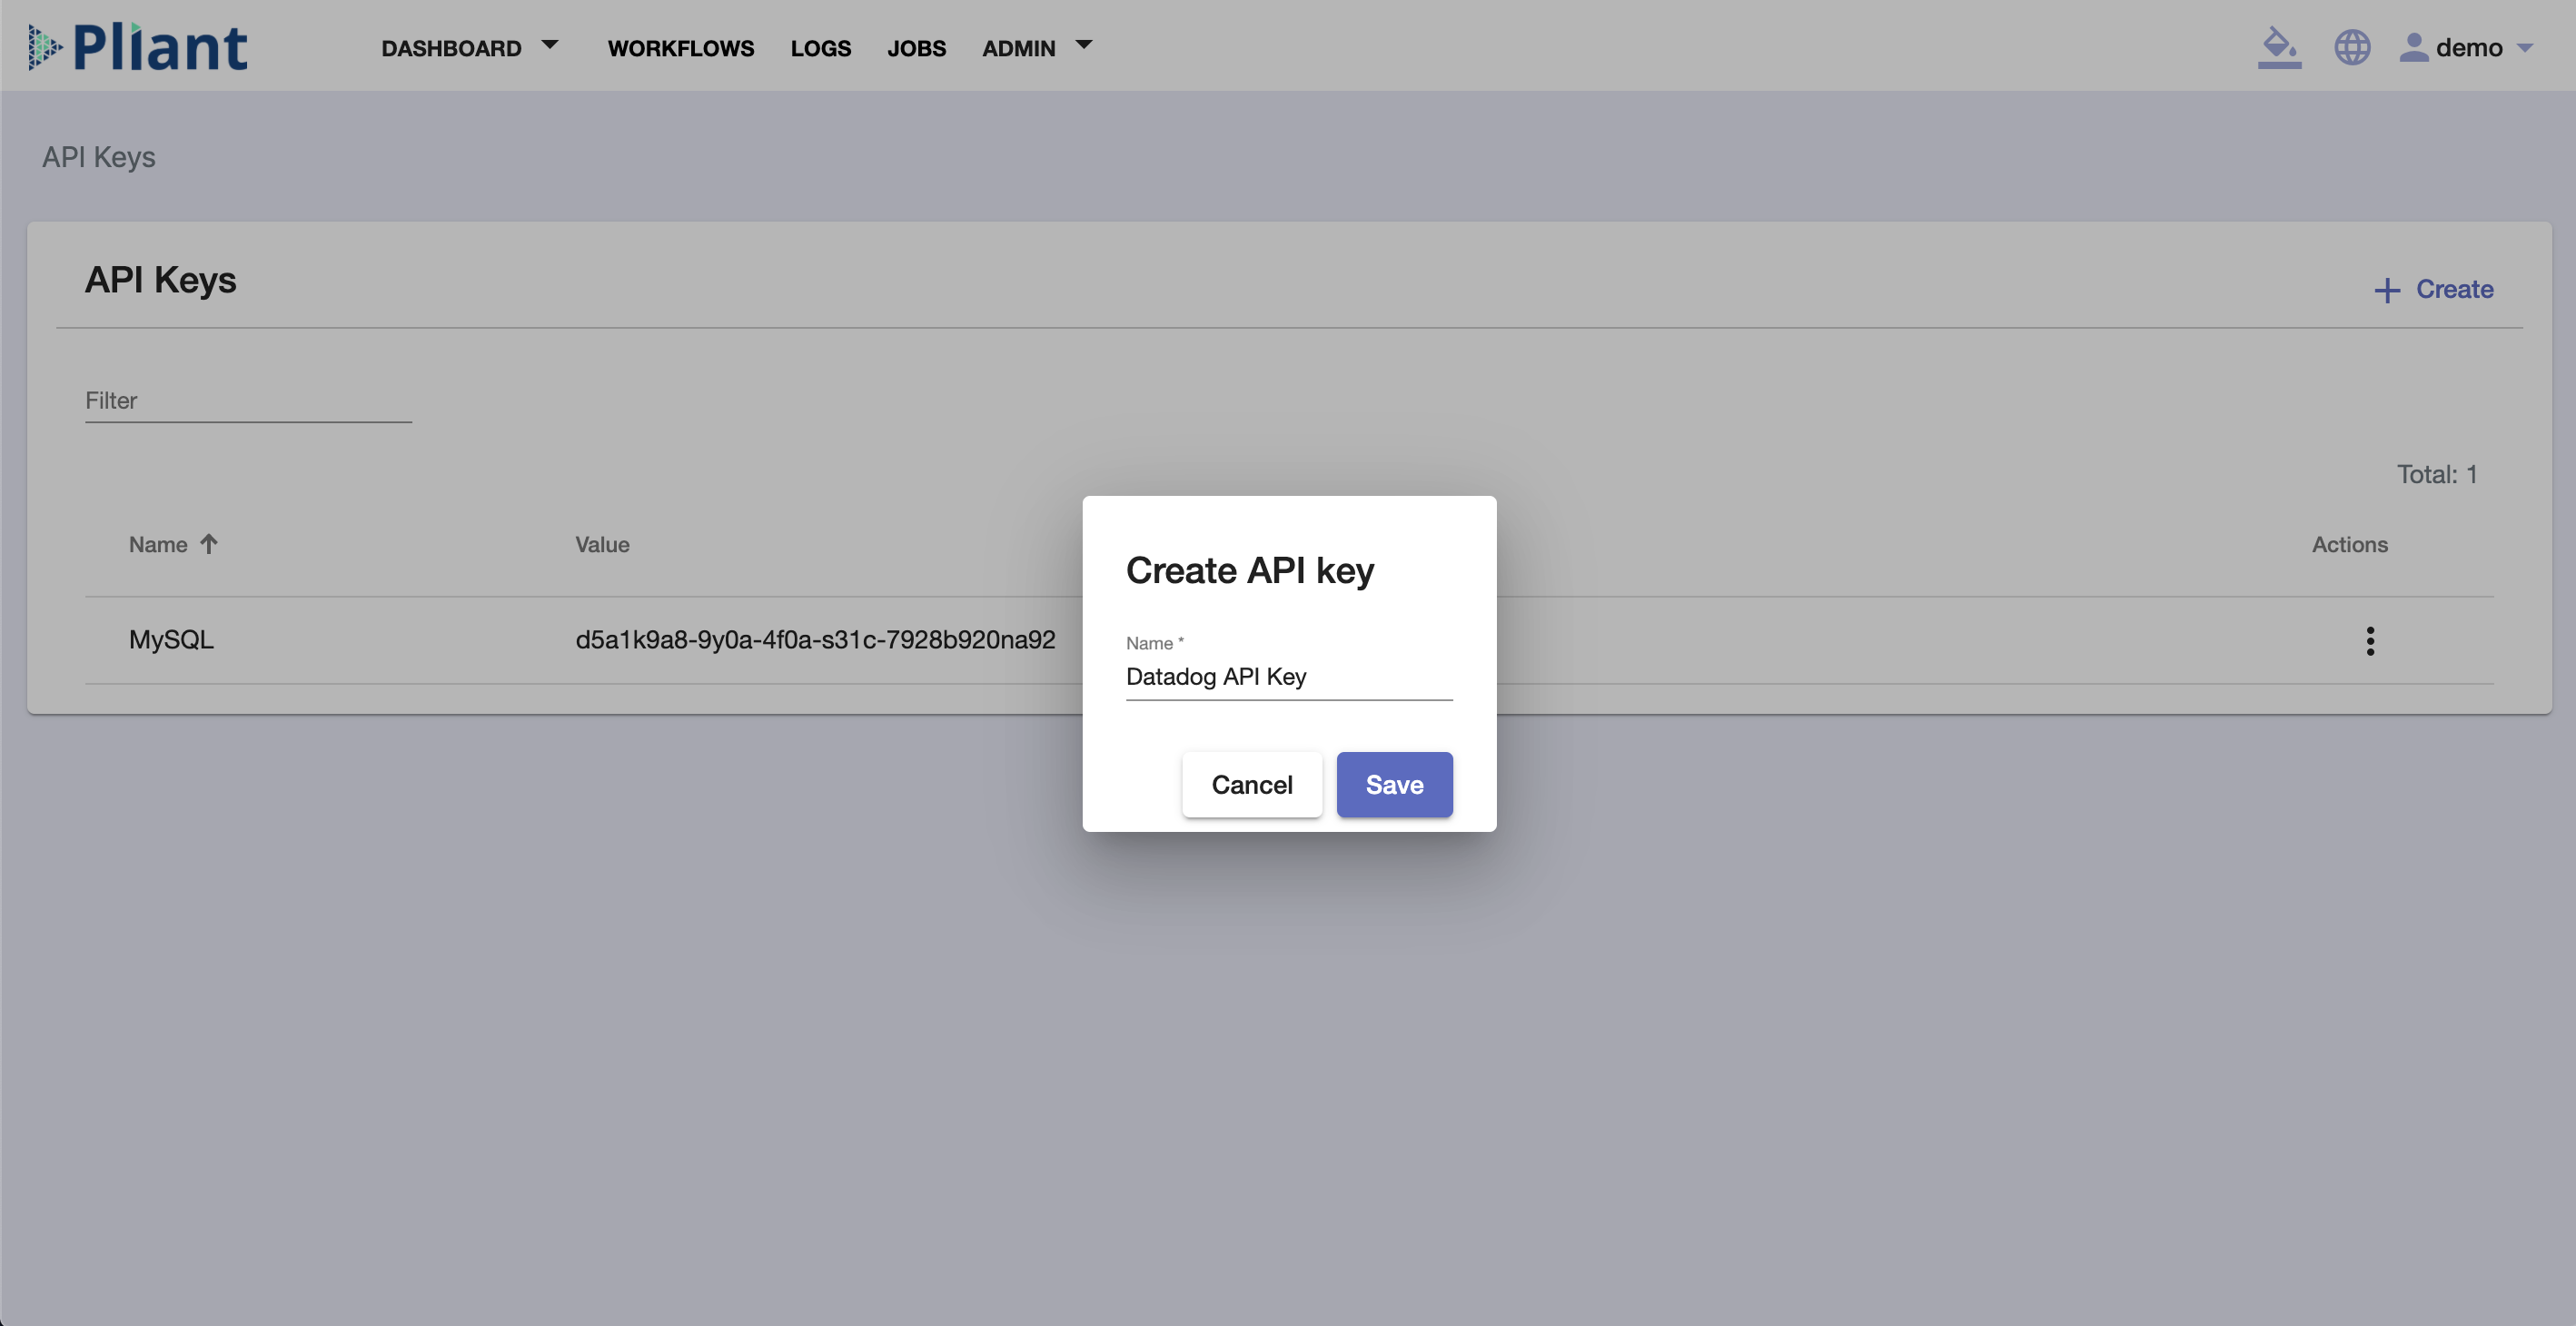 Pliant DASHBOARD WORKFLOWS LOGS JOBS ADMIN demo
API Keys
API Keys
Create
Filter
Total: 1
Name Value Actions
MySQL d5a1k9a8-9y0a-4f0a-s31c-7928b920na92
Create API key
Name *
Datadog API Key
Cancel Save